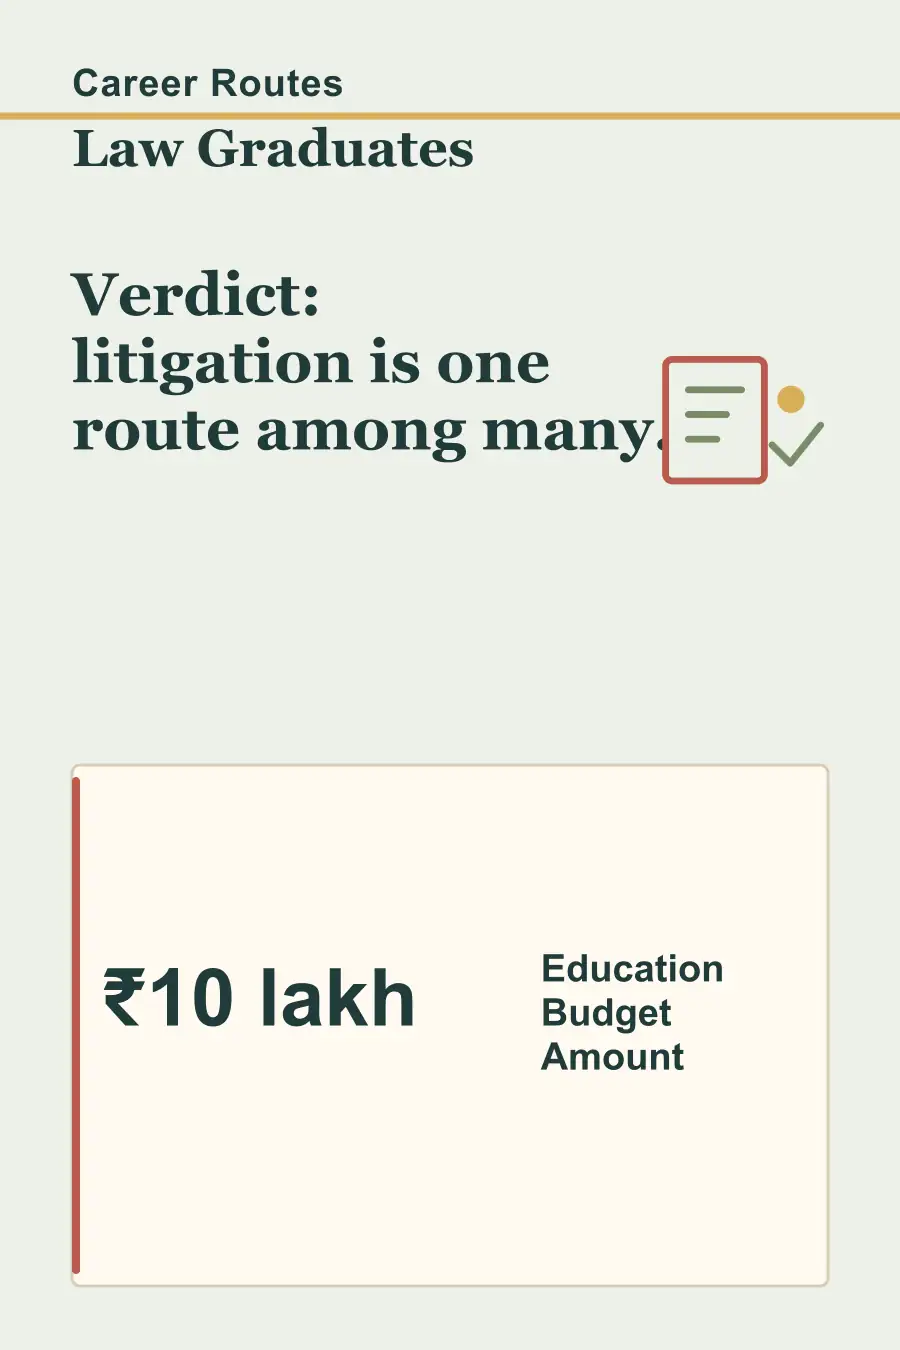 Career Routes
Law Graduates
Verdict:
litigation is one
route among many.
₹10 lakh
Education
Budget
Amount